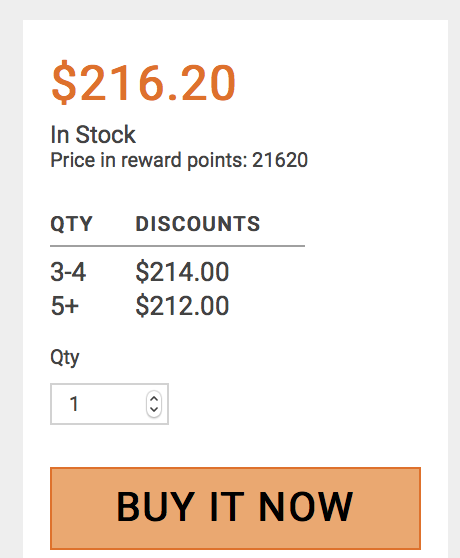 $216.20
In Stock
Price in reward points: 21620
QTY DISCOUNTS
3-4 $214.00
5+ $212.00
Qty
1
BUY IT NOW